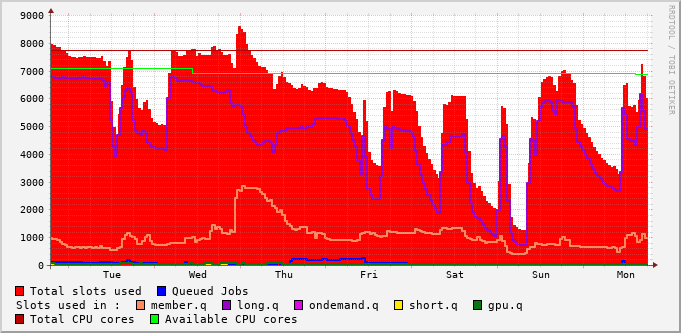 9000
8000
7000
6000
5000
4000
3000
2000
1000
0
Tue Wed Thu Fri Sat Sun Mon
RRDTOOL / TOBI OETIKER
Total slots used Queued Jobs
Slots used in : member.q long.q ondemand.q short.q gpu.q
Total CPU cores Available CPU cores